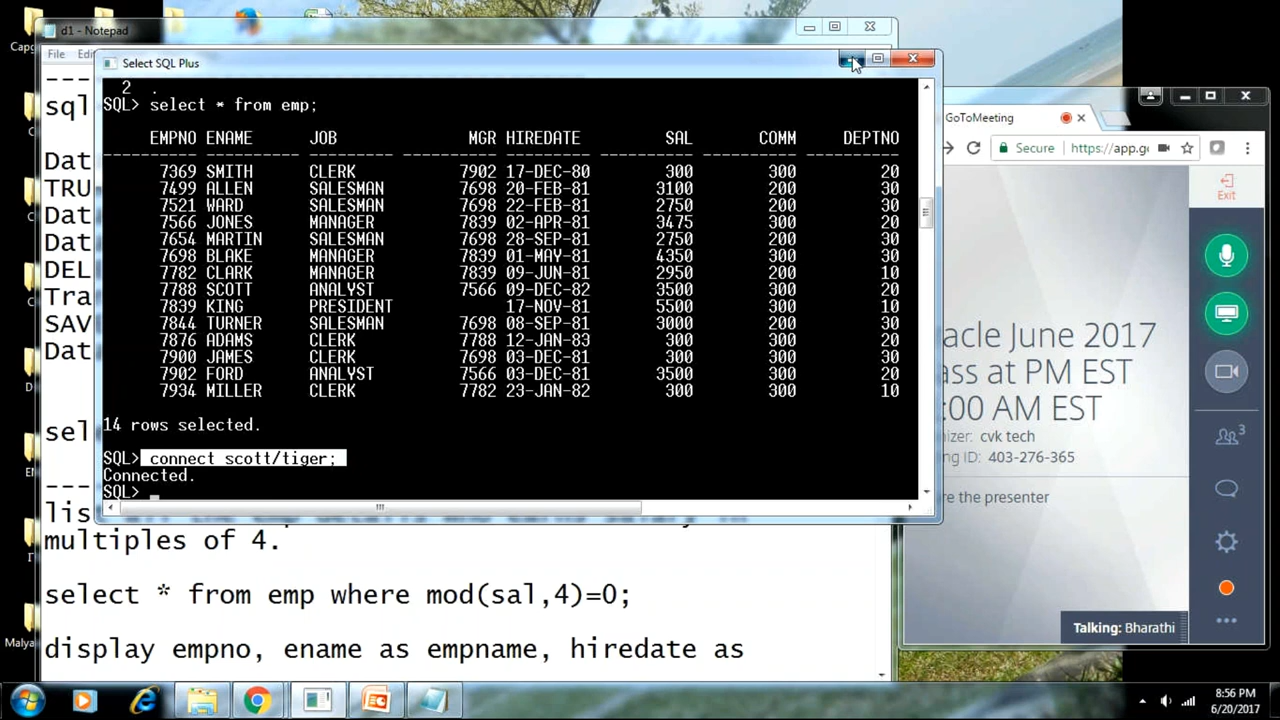 d1 - Notepad
File Edi
Select SQL Plus
2 .
SQL> select * from emp;
EMPNO ENAME JOB MGR HIREDATE SAL COMM DEPTNO
---------- ---------- --------- ---------- --------- ---------- ---------- ----------
7369 SMITH CLERK 7902 17-DEC-80 300 300 20
7499 ALLEN SALESMAN 7698 20-FEB-81 3100 200 30
7521 WARD SALESMAN 7698 22-FEB-81 2750 200 30
7566 JONES MANAGER 7839 02-APR-81 3475 300 20
7654 MARTIN SALESMAN 7698 28-SEP-81 2750 200 30
7698 BLAKE MANAGER 7839 01-MAY-81 4350 300 30
7782 CLARK MANAGER 7839 09-JUN-81 2950 200 10
7788 SCOTT ANALYST 7566 09-DEC-82 3500 300 20
7839 KING PRESIDENT 17-NOV-81 5500 300 10
7844 TURNER SALESMAN 7698 08-SEP-81 3000 200 30
7876 ADAMS CLERK 7788 12-JAN-83 300 300 20
7900 JAMES CLERK 7698 03-DEC-81 300 300 30
7902 FORD ANALYST 7566 03-DEC-81 3500 300 20
7934 MILLER CLERK 7782 23-JAN-82 300 300 10
14 rows selected.
SQL> connect scott/tiger;
Connected.
SQL>
sql
Dat
TRU
Dat
Dat
DEL
Tra
SAV
Dat
sel
lis
multiples of 4.
select * from emp where mod(sal,4)=0;
display empno, ename as empname, hiredate as
GoToMeeting
Secure https://app.go
Exit
acle June 2017
ass at PM EST
:00 AM EST
nizer: cvk tech
ng ID: 403-276-365
re the presenter
3
Talking: Bharathi
Capg
Malya
8:56 PM
6/20/2017